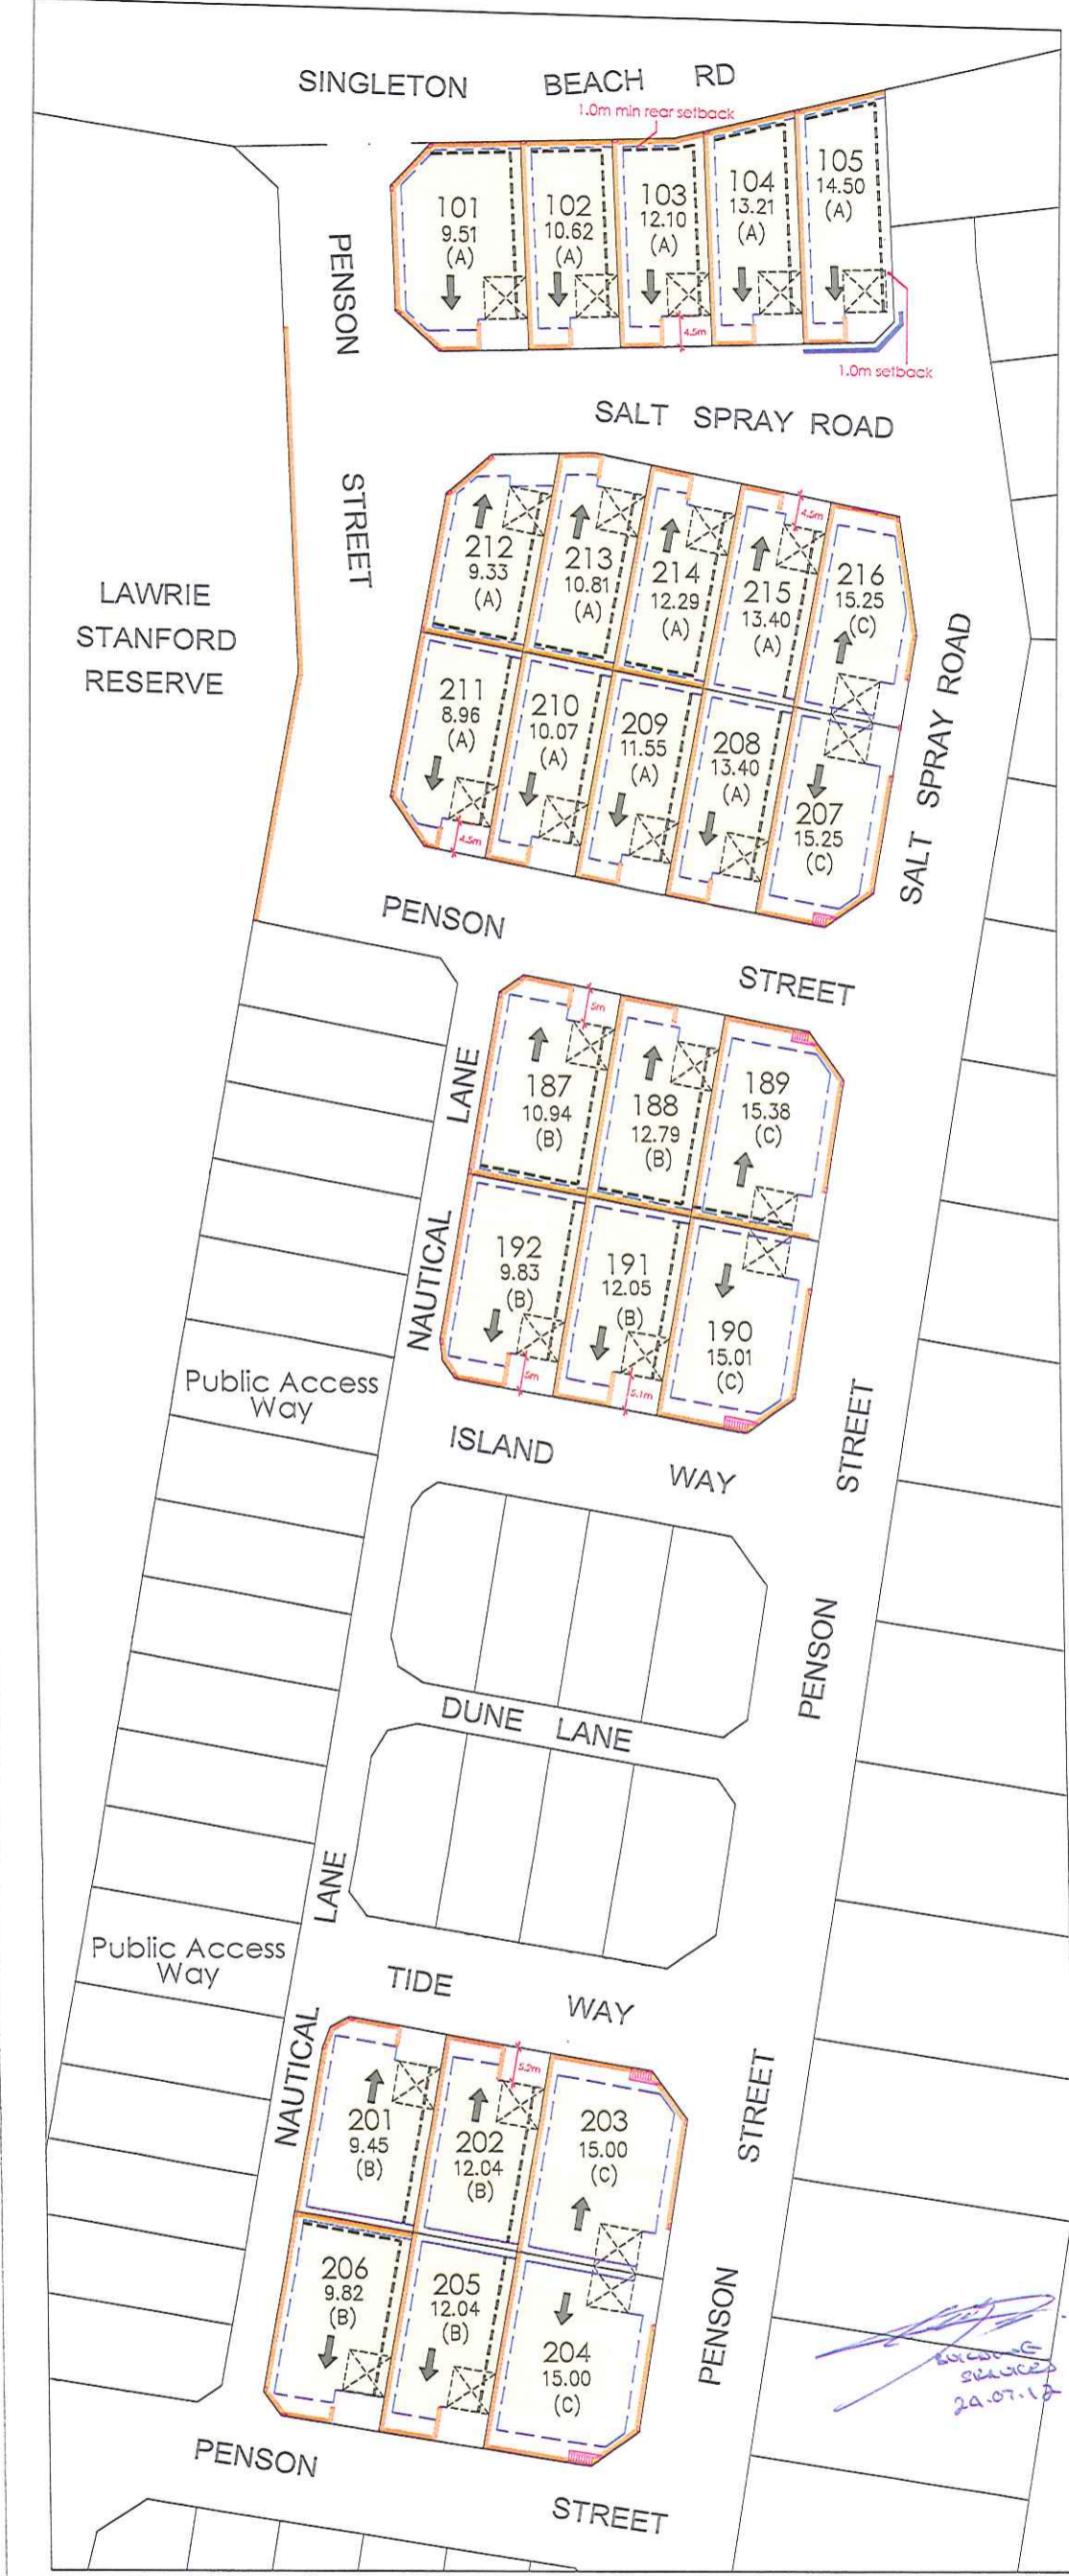 SINGLETON BEACH RD
1.0m min rear setback
101
9.51
(A)
102
10.62
(A)
103
12.10
(A)
104
13.21
(A)
105
14.50
(A)
4.5m
1.0m setback
PENSON
STREET
SALT SPRAY ROAD
LAWRIE
STANFORD
RESERVE
212
9.33
(A)
213
10.81
(A)
214
12.29
(A)
215
13.40
(A)
4.5m
216
15.25
(C)
211
8.96
(A)
210
10.07
(A)
209
11.55
(A)
208
13.40
(A)
207
15.25
(C)
4.5m
SALT SPRAY ROAD
PENSON
STREET
187
10.94
(B)
5m
188
12.79
(B)
189
15.38
(C)
192
9.83
(B)
5m
191
12.05
(B)
5.1m
190
15.01
(C)
NAUTICAL LANE
Public Access
Way
ISLAND WAY
PENSON STREET
DUNE LANE
NAUTICAL LANE
Public Access
Way
TIDE WAY
201
9.45
(B)
202
12.04
(B)
5.2m
203
15.00
(C)
206
9.82
(B)
205
12.04
(B)
204
15.00
(C)
PENSON STREET
SERVICES
PENSON
STREET